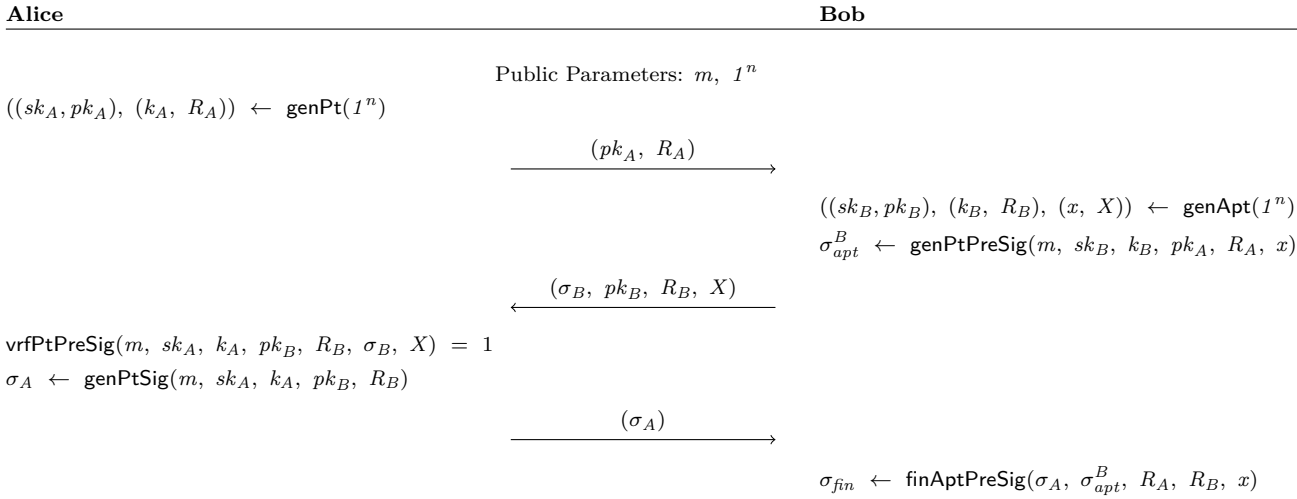 Alice Bob
Public Parameters: m, 1^n
((sk_A, pk_A), (k_A, R_A)) ← genPt(1^n)
(pk_A, R_A)
((sk_B, pk_B), (k_B, R_B), (x, X)) ← genApt(1^n)
σ_apt^B ← genPtPreSig(m, sk_B, k_B, pk_A, R_A, x)
(σ_B, pk_B, R_B, X)
vrfPtPreSig(m, sk_A, k_A, pk_B, R_B, σ_B, X) = 1
σ_A ← genPtSig(m, sk_A, k_A, pk_B, R_B)
(σ_A)
σ_fin ← finAptPreSig(σ_A, σ_apt^B, R_A, R_B, x)